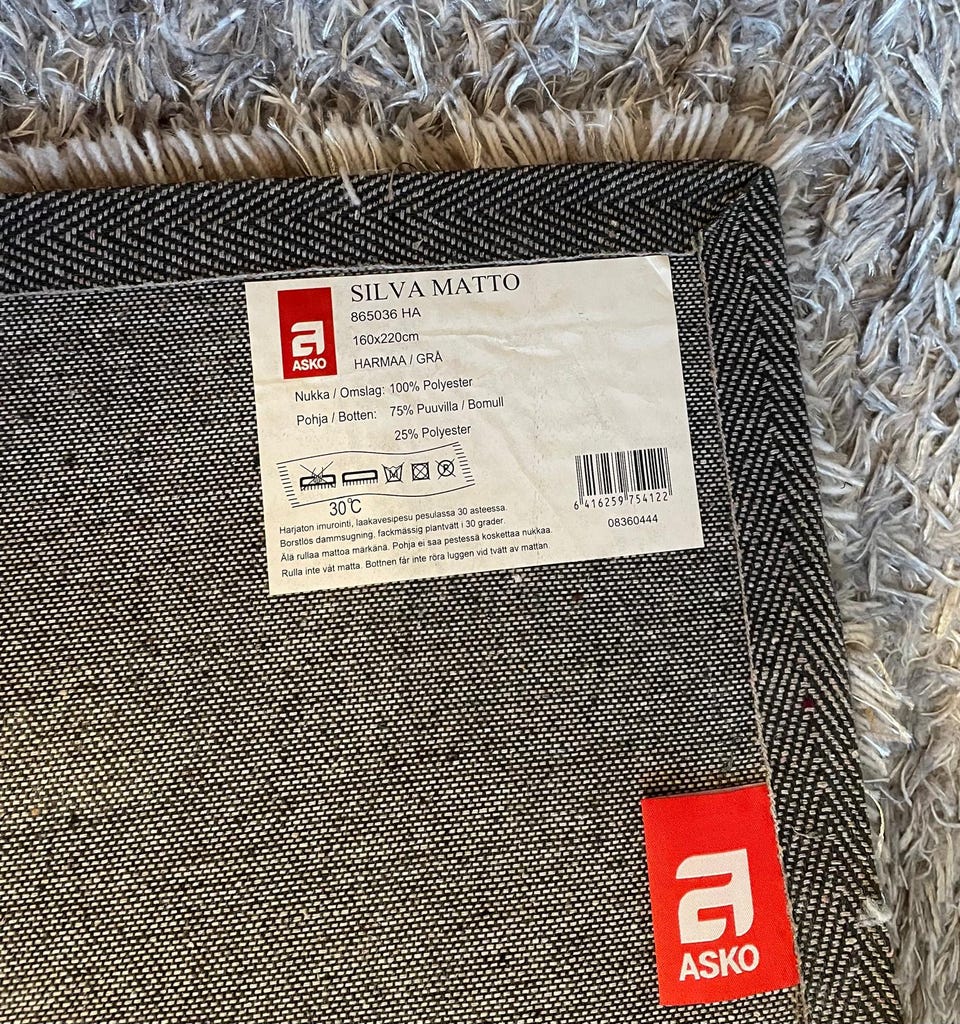 SILVA MATTO
865036 HA
160x220cm
HARMAA / GRÅ
ASKO
Nukka / Omslag: 100% Polyester
Pohja / Botten: 75% Puuvilla / Bomull
25% Polyester
30°C
6 416259 754122
08360444
Harjaton imurointi, laakavesipesu pesulassa 30 asteessa.
Borstlös dammsugning, fackmässig plantvätt i 30 grader.
Älä rullaa mattoa märkänä. Pohja ei saa pestessä koskettaa nukkaa.
Rulla inte våt matta. Bottnen får inte röra luggen vid tvätt av mattan.
ASKO